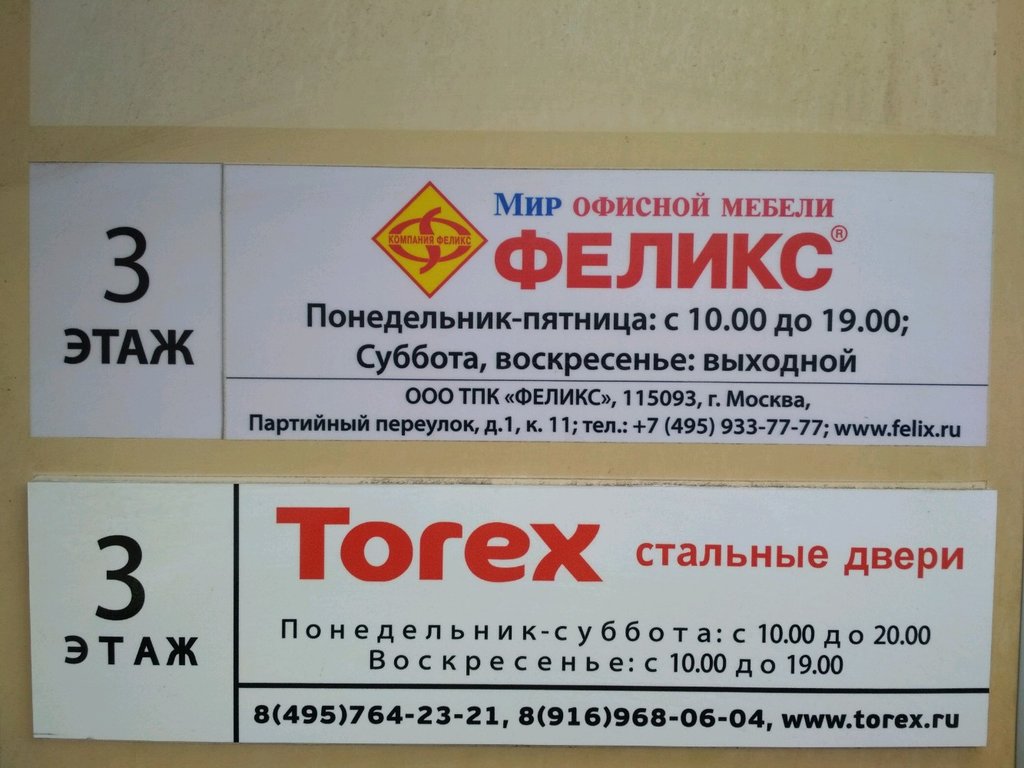 3
ЭТАЖ
КОМПАНИЯ ФЕЛИКС
Мир ОФИСНОЙ МЕБЕЛИ
ФЕЛИКС®
Понедельник-пятница: с 10.00 до 19.00;
Суббота, воскресенье: выходной
ООО ТПК «ФЕЛИКС», 115093, г. Москва,
Партийный переулок, д.1, к. 11; тел.: +7 (495) 933-77-77; www.felix.ru
3
ЭТАЖ
Torex стальные двери
Понедельник-суббота: с 10.00 до 20.00
Воскресенье: с 10.00 до 19.00
8(495)764-23-21, 8(916)968-06-04, www.torex.ru